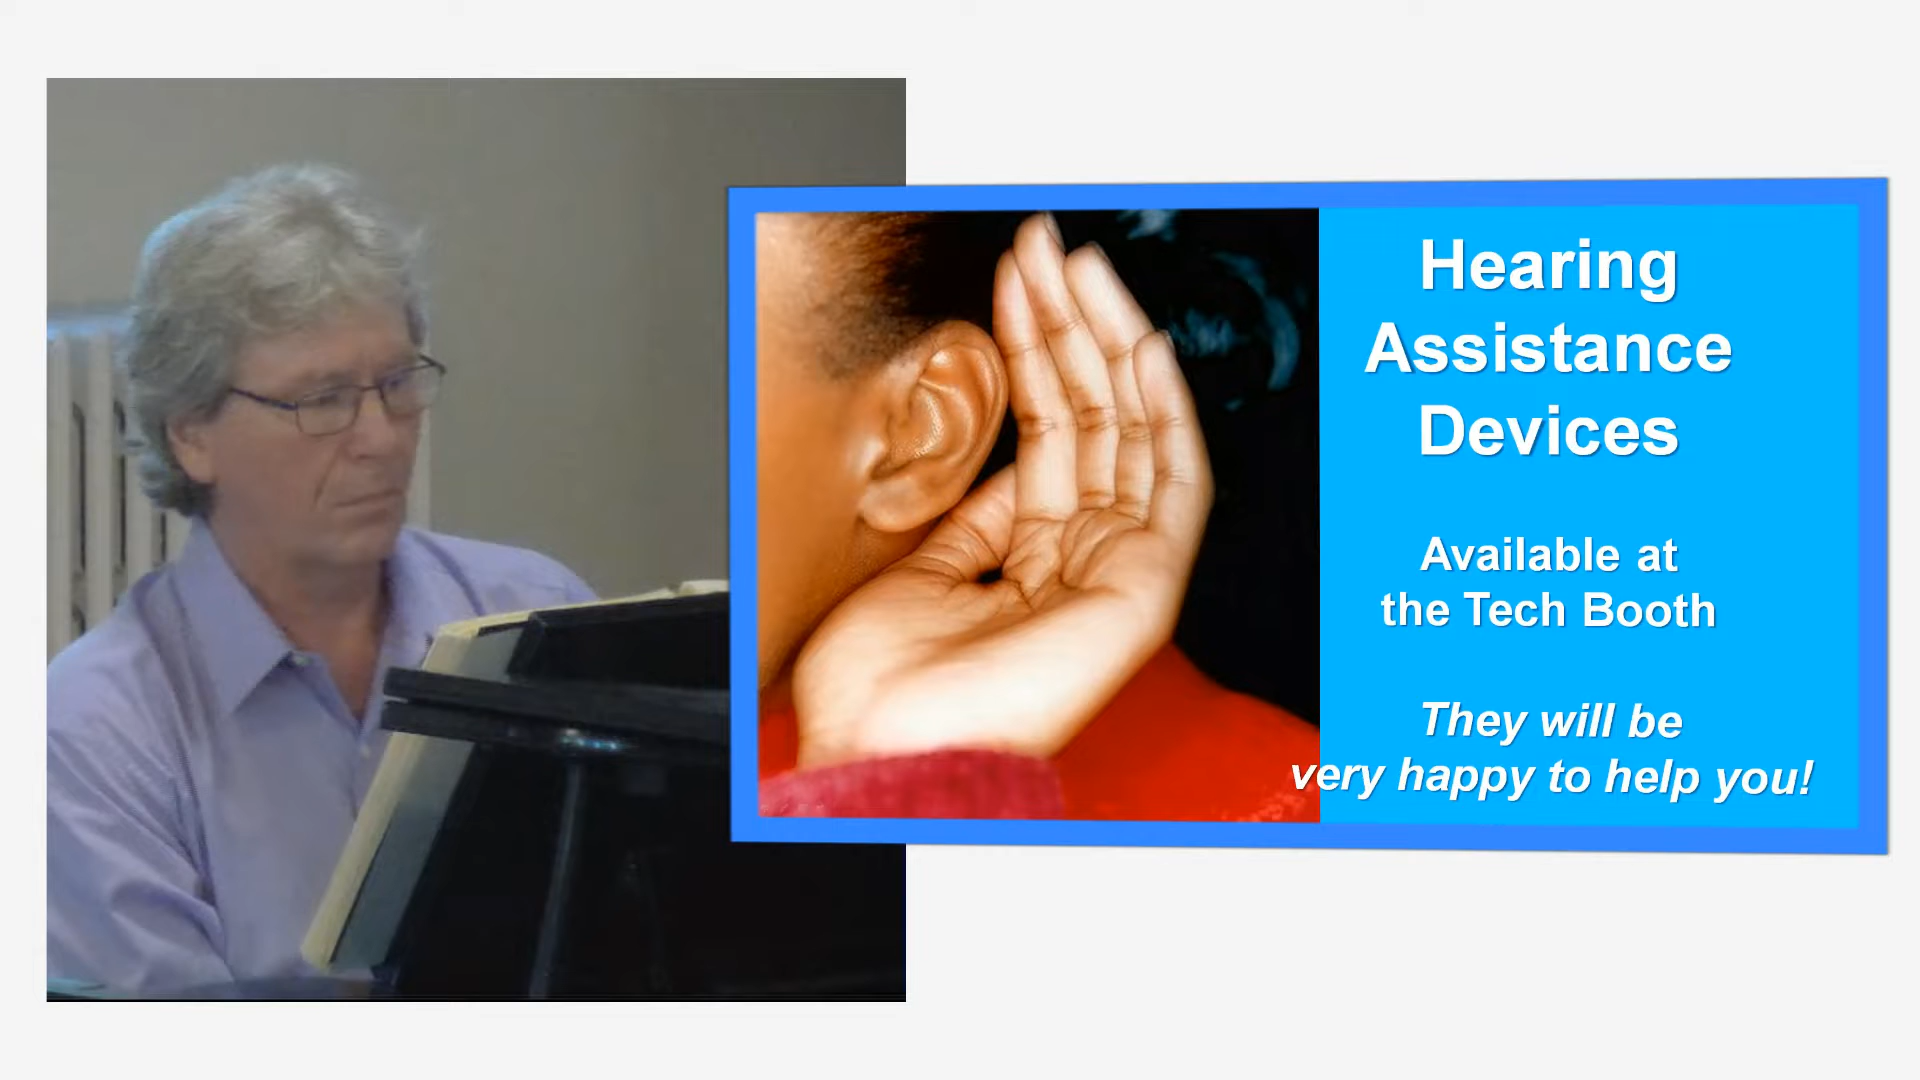 Hearing
Assistance
Devices
Available at
the Tech Booth
They will be
very happy to help you!